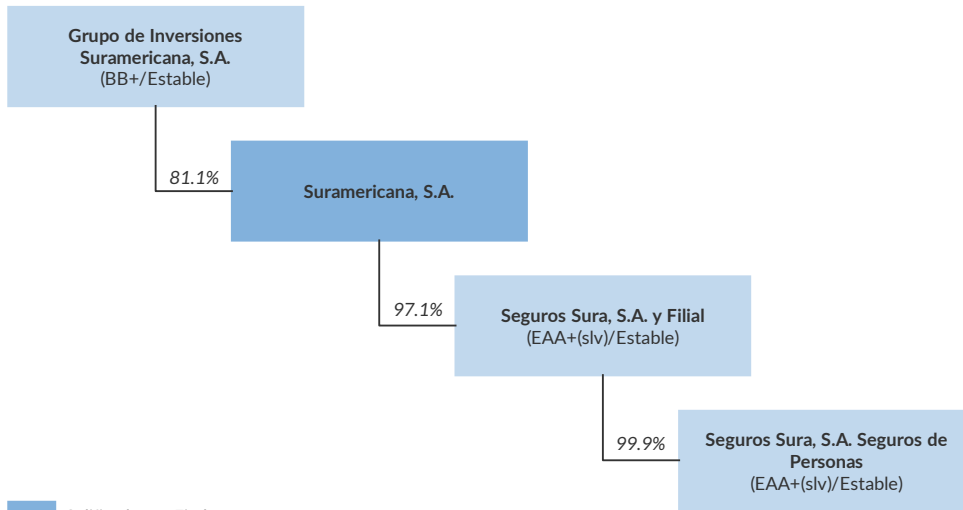 Grupo de Inversiones
Suramericana, S.A.
(BB+/Estable)
81.1%
Suramericana, S.A.
97.1%
Seguros Sura, S.A. y Filial
(EAA+(slv)/Estable)
99.9%
Seguros Sura, S.A. Seguros de
Personas
(EAA+(slv)/Estable)